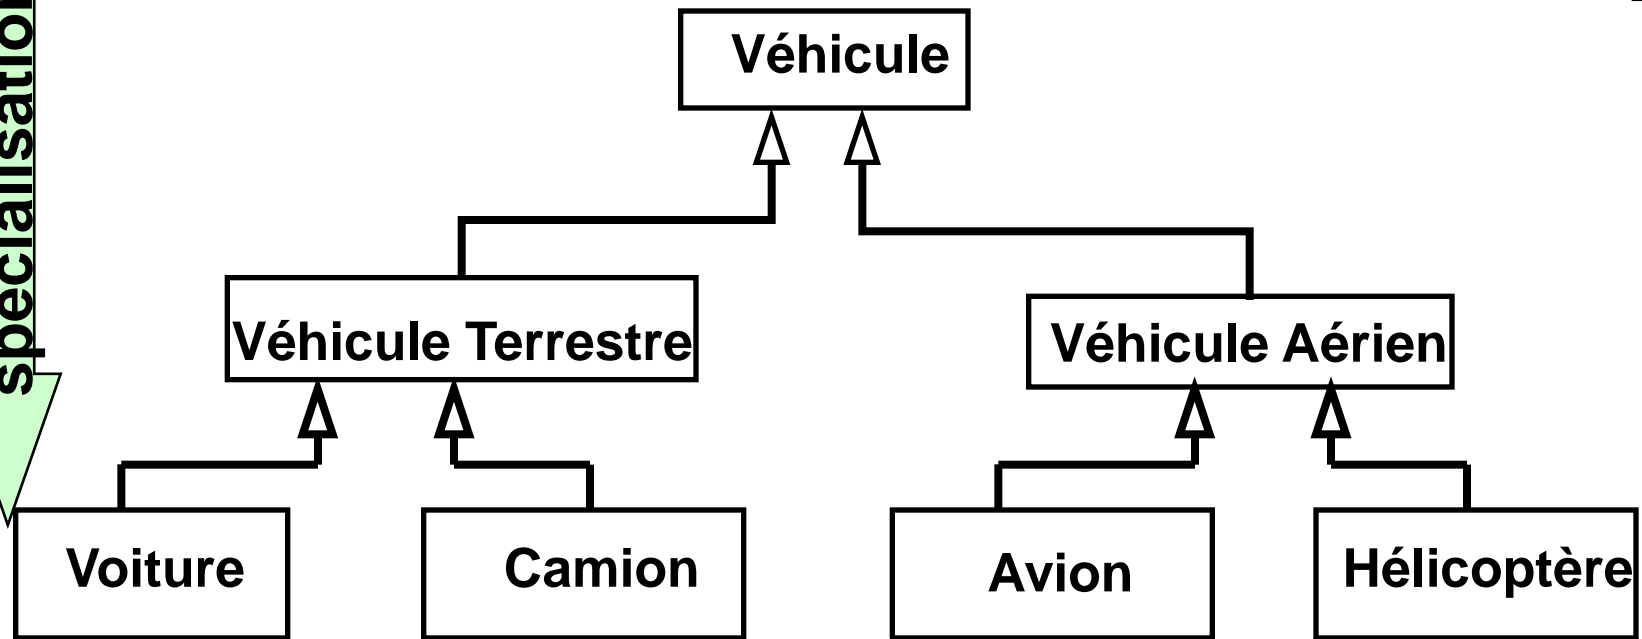 spécialisation
Véhicule
Véhicule Terrestre
Véhicule Aérien
Voiture
Camion
Avion
Hélicoptère